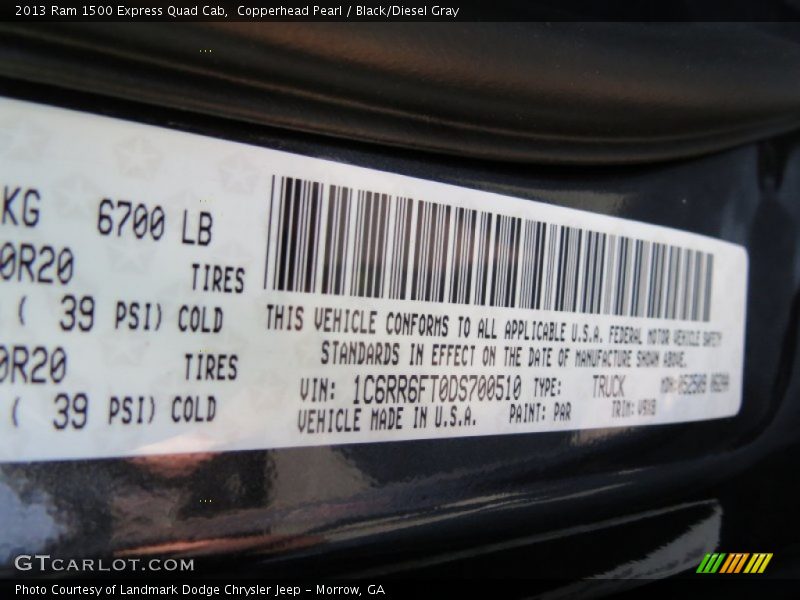 2013 Ram 1500 Express Quad Cab,  Copperhead Pearl / Black/Diesel Gray
KG 6700 LB
0R20 TIRES
( 39 PSI) COLD
0R20 TIRES
( 39 PSI) COLD
THIS VEHICLE CONFORMS TO ALL APPLICABLE U.S.A. FEDERAL MOTOR VEHICLE SAFETY
STANDARDS IN EFFECT ON THE DATE OF MANUFACTURE SHOWN ABOVE.
VIN: 1C6RR6FT0DS700510 TYPE: TRUCK MDH:
VEHICLE MADE IN U.S.A. PAINT: PAR TRIM:
GTCARLOT.COM
Photo Courtesy of Landmark Dodge Chrysler Jeep - Morrow, GA